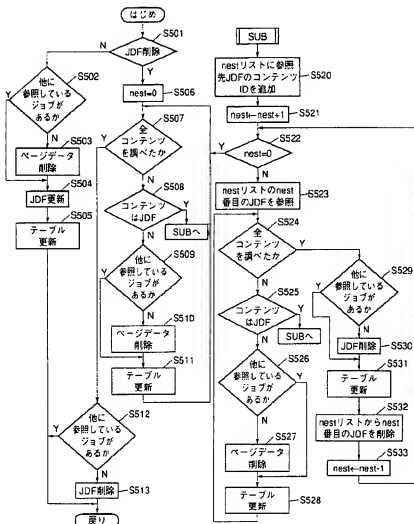 はじめ
S501
JDF削除
N
Y
S502
他に
参照している
ジョブが
あるか
Y
N
S503
ページデータ
削除
S504
JDF更新
S505
テーブル
更新
S506
nest=0
S507
全
コンテンツ
を調べたか
Y
N
S508
コンテンツ
はJDF
Y
N
SUBへ
S509
他に
参照している
ジョブが
あるか
Y
N
S510
ページデータ
削除
S511
テーブル
更新
S512
他に
参照している
ジョブが
あるか
Y
N
S513
JDF削除
戻り
SUB
S520
nestリストに参照
先JDFのコンテンツ
IDを追加
S521
nest←nest+1
S522
nest=0
Y
N
S523
nestリストのnest
番目のJDFを参照
S524
全
コンテンツ
を調べたか
Y
N
S525
コンテンツ
はJDF
Y
N
SUBへ
S526
他に
参照している
ジョブが
あるか
Y
N
S527
ページデータ
削除
S528
テーブル
更新
S529
他に
参照している
ジョブが
あるか
Y
N
S530
JDF削除
S531
テーブル
更新
S532
nestリストからnest
番目のJDFを削除
S533
nest←nest-1